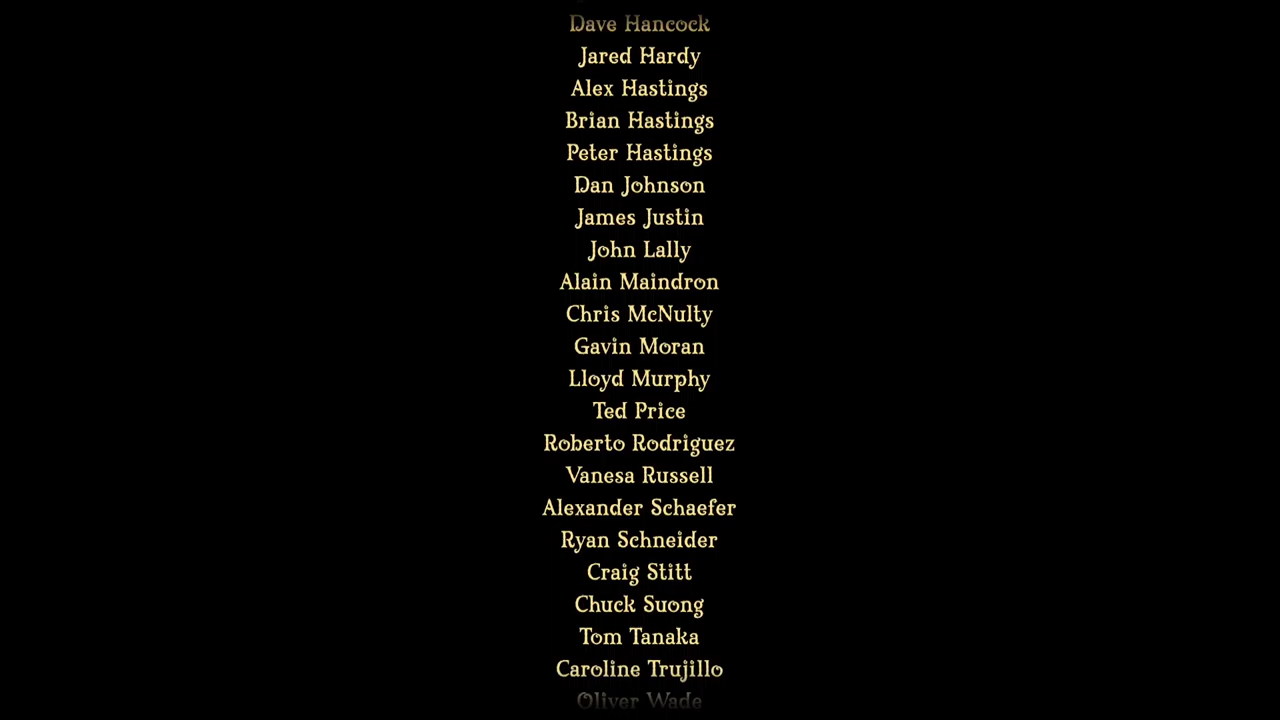 Dave Hancock
Jared Hardy
Alex Hastings
Brian Hastings
Peter Hastings
Dan Johnson
James Justin
John Lally
Alain Maindron
Chris McNulty
Gavin Moran
Lloyd Murphy
Ted Price
Roberto Rodriguez
Vanesa Russell
Alexander Schaefer
Ryan Schneider
Craig Stitt
Chuck Suong
Tom Tanaka
Caroline Trujillo
Oliver Wade